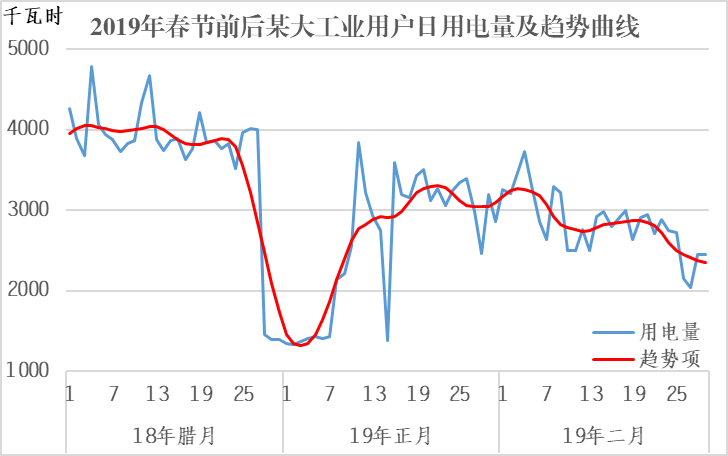 千瓦时
2019年春节前后某大工业用户日用电量及趋势曲线
5000
4000
3000
2000
1000
用电量
趋势项
1 7 13 19 25 1 7 13 19 25 1 7 13 19 25
18年腊月 19年正月 19年二月